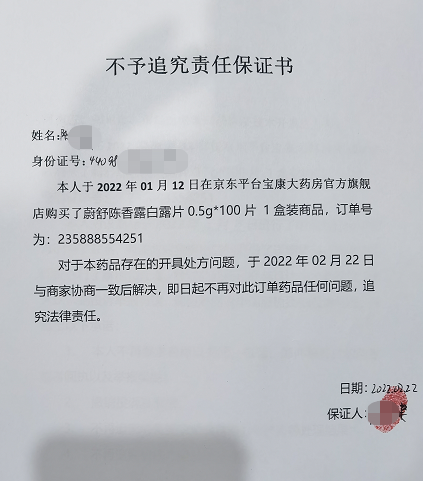 不予追究责任保证书
姓名:
身份证号:
本人于 2022 年 01 月 12 日在京东平台宝康大药房官方旗舰
店购买了蔚舒陈香露白露片 0.5g*100 片 1 盒装商品，订单号
为：235888554251
对于本药品存在的开具处方问题，于 2022 年 02 月 22 日
与商家协商一致后解决，即日起不再对此订单药品任何问题，追
究法律责任。
日期: 2022.02.22
保证人: